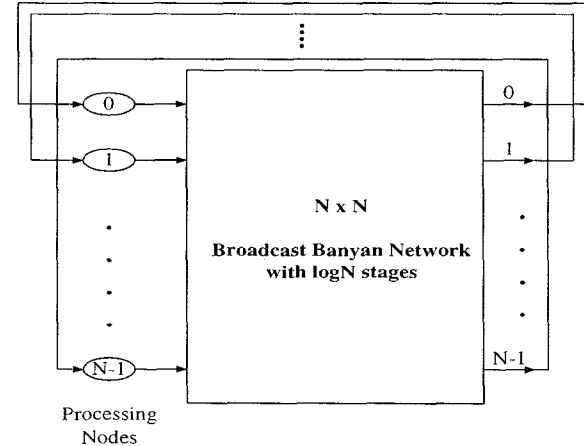 0
0
1
1
N x N
Broadcast Banyan Network
with logN stages
N-1
N-1
Processing
Nodes